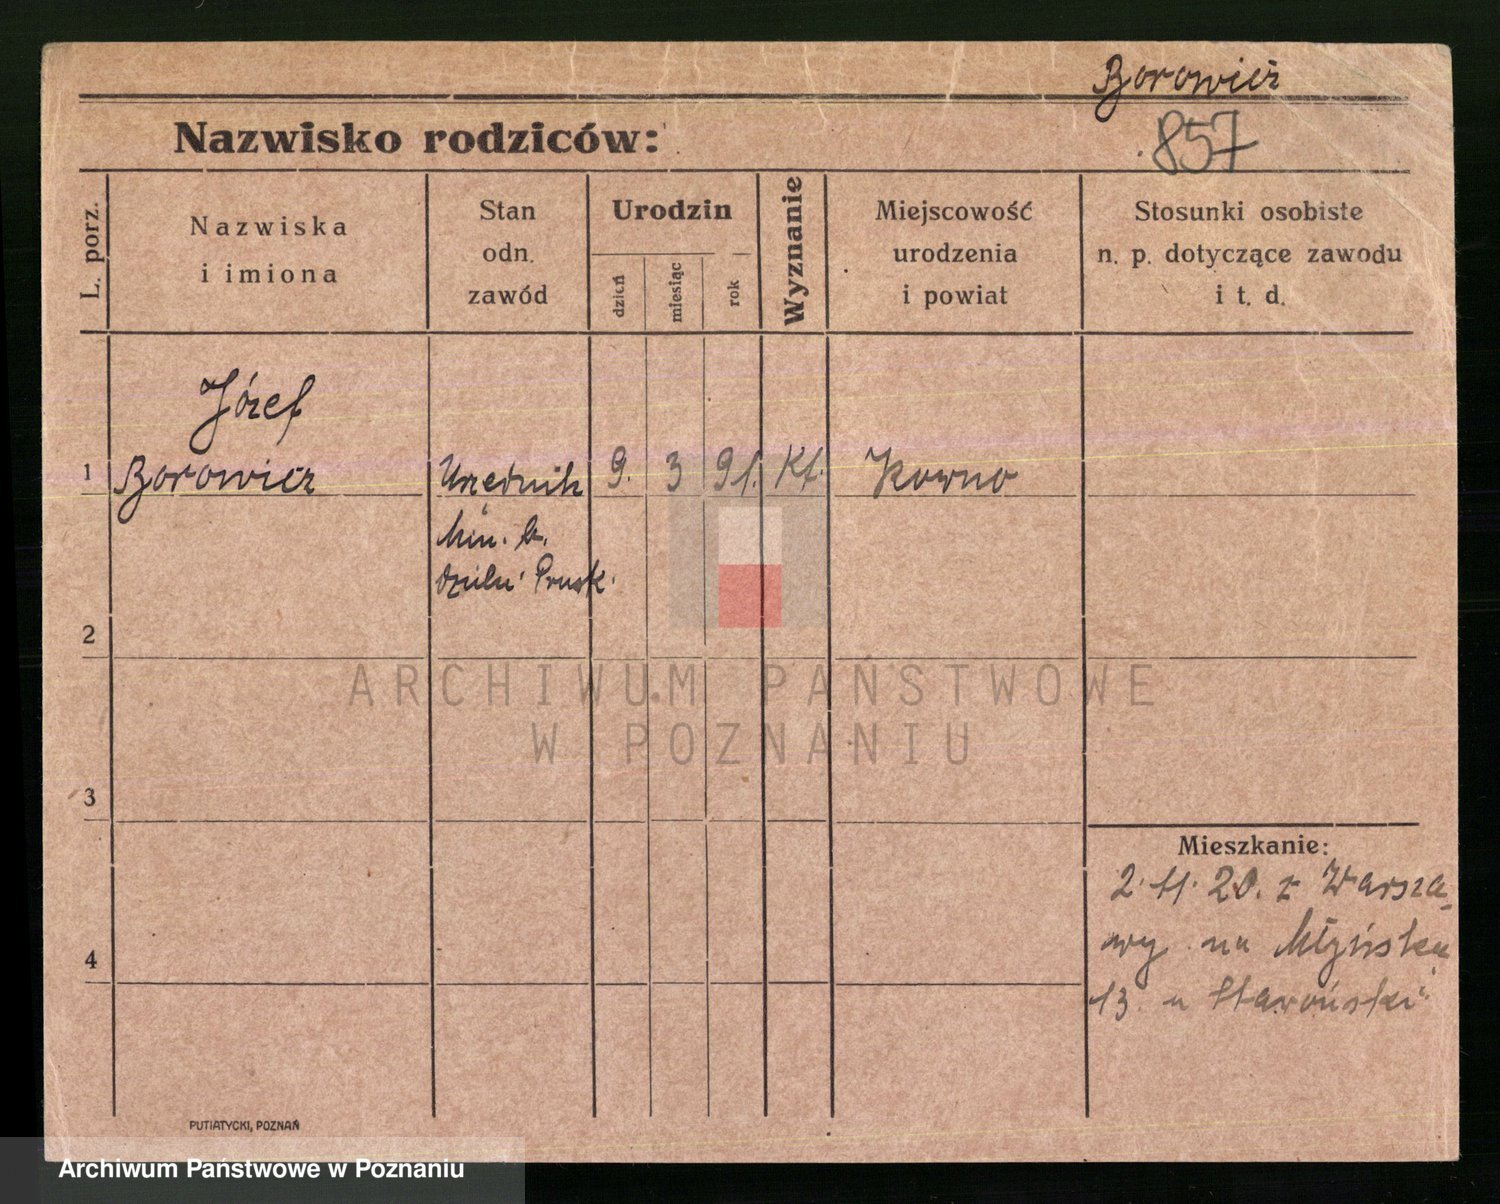 Borowicz
857
Nazwisko rodziców:
L. porz.
Nazwiska
i imiona
Stan
odn.
zawód
Urodzin
dzień
miesiąc
rok
Wyznanie
Miejscowość
urodzenia
i powiat
Stosunki osobiste
n. p. dotyczące zawodu
i t. d.
Józef
1 Borowicz Urzędnik 9. 3 91. Kt. Kowno
Min. b.
dzieln. Prusk.
2
ARCHIWUM PAŃSTWOWE
W POZNANIU
3
Mieszkanie:
2. 11. 20. z Warsza-
wy na Młyńska
4
13. u
PUTIATYCKI, POZNAŃ
Archiwum Państwowe w Poznaniu